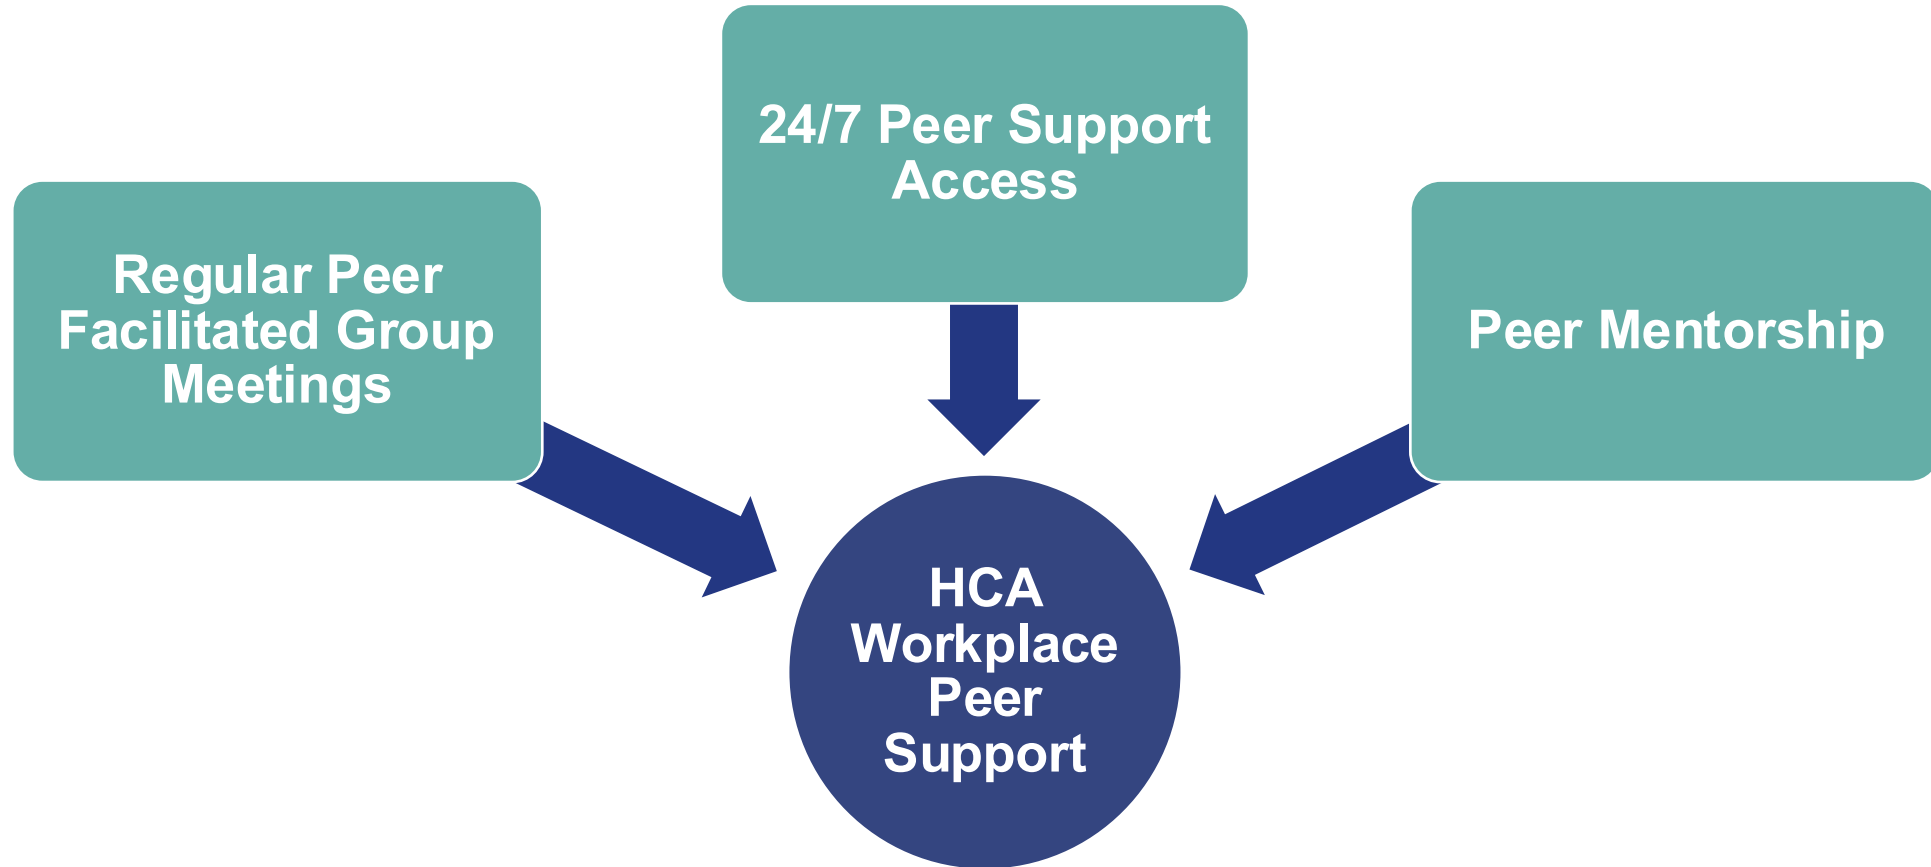 24/7 Peer Support
Access
Regular Peer
Facilitated Group
Meetings
Peer Mentorship
HCA
Workplace
Peer
Support